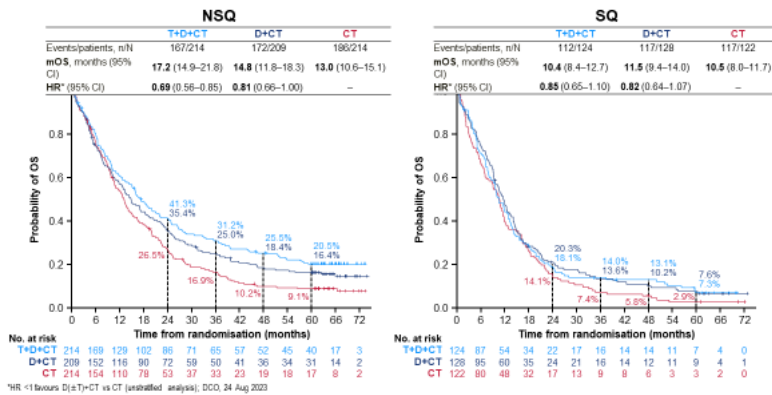 NSQ
T+D+CT D+CT CT
Events/patients, n/N 167/214 172/209 186/214
mOS, months (95% CI) 17.2 (14.9–21.8) 14.8 (11.8–18.3) 13.0 (10.6–15.1)
HR* (95% CI) 0.69 (0.56–0.85) 0.81 (0.66–1.00) –
Probability of OS
1.0
0.8
0.6
0.4
0.2
0.0
41.3%
35.4%
26.5%
31.2%
25.0%
16.9%
25.5%
18.4%
10.2%
20.5%
16.4%
9.1%
0 6 12 18 24 30 36 42 48 54 60 66 72
Time from randomisation (months)
No. at risk
T+D+CT 214 169 129 102 86 71 65 57 52 45 40 17 3
D+CT 209 152 116 90 72 59 50 41 36 34 31 14 2
CT 214 154 110 78 53 37 33 23 19 18 17 8 2
*HR <1 favours D(±T)+CT vs CT (unstratified analysis); DCO, 24 Aug 2023
SQ
T+D+CT D+CT CT
Events/patients, n/N 112/124 117/128 117/122
mOS, months (95% CI) 10.4 (8.4–12.7) 11.5 (9.4–14.0) 10.5 (8.0–11.7)
HR* (95% CI) 0.85 (0.65–1.10) 0.82 (0.64–1.07) –
Probability of OS
1.0
0.8
0.6
0.4
0.2
0.0
20.3%
18.1%
14.1%
14.0%
13.6%
7.4%
13.1%
10.2%
5.8%
7.6%
7.3%
2.9%
0 6 12 18 24 30 36 42 48 54 60 66 72
Time from randomisation (months)
No. at risk
T+D+CT 124 87 54 34 22 17 16 14 14 11 7 4 0
D+CT 128 95 60 35 24 21 16 14 12 11 9 4 0
CT 122 80 48 32 17 13 9 8 6 3 3 2 0